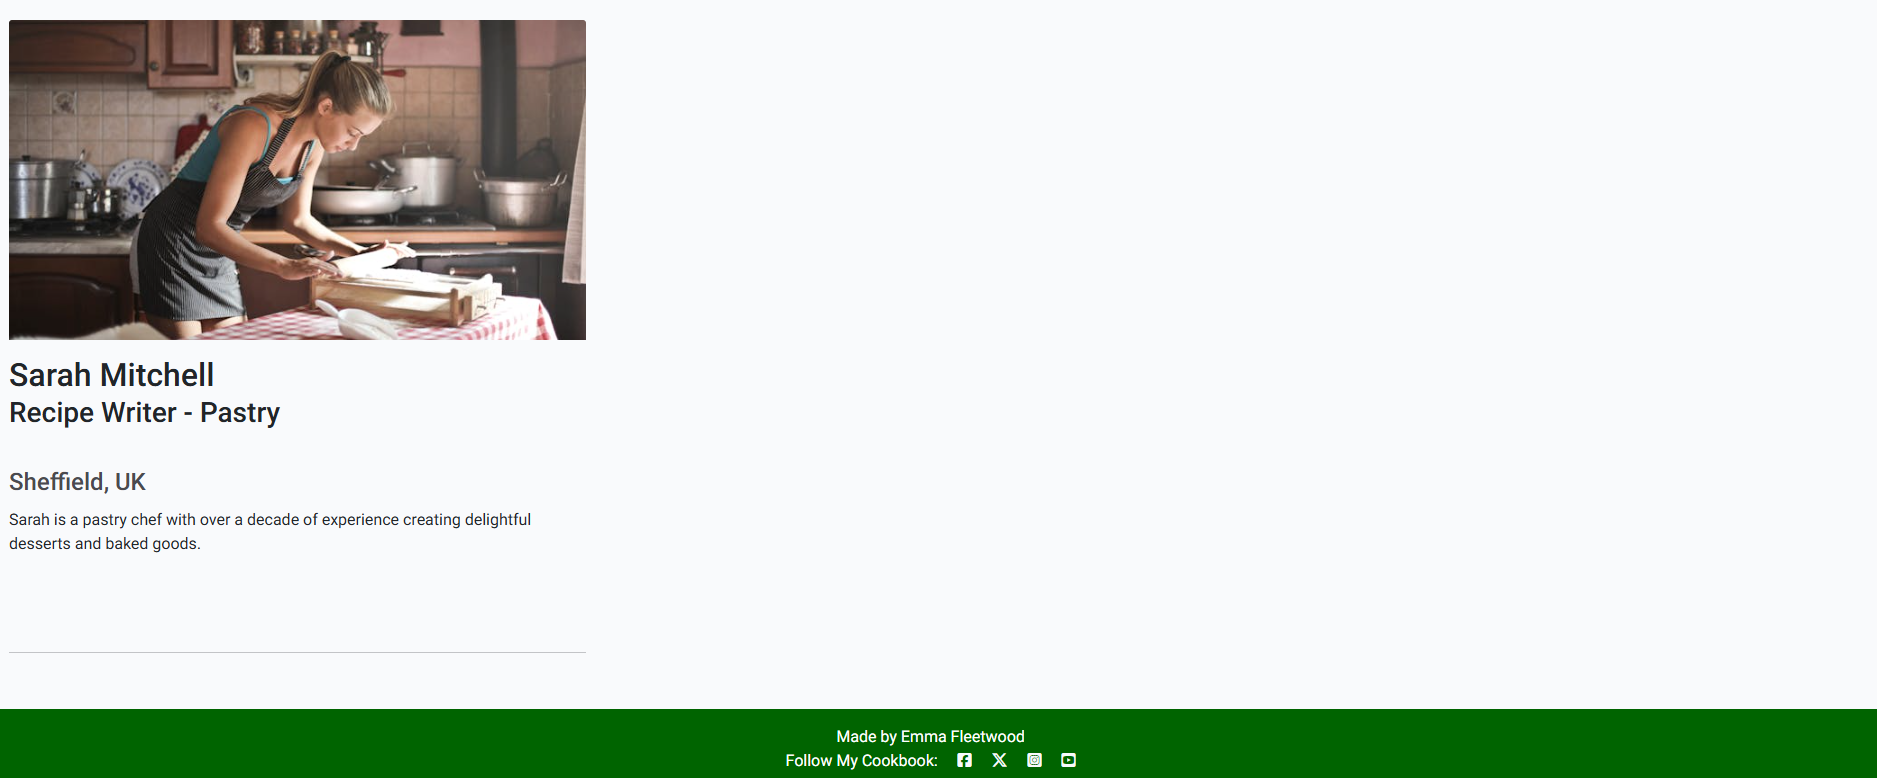 Sarah Mitchell
Recipe Writer - Pastry
Sheffield, UK
Sarah is a pastry chef with over a decade of experience creating delightful
desserts and baked goods.
Made by Emma Fleetwood
Follow My Cookbook: